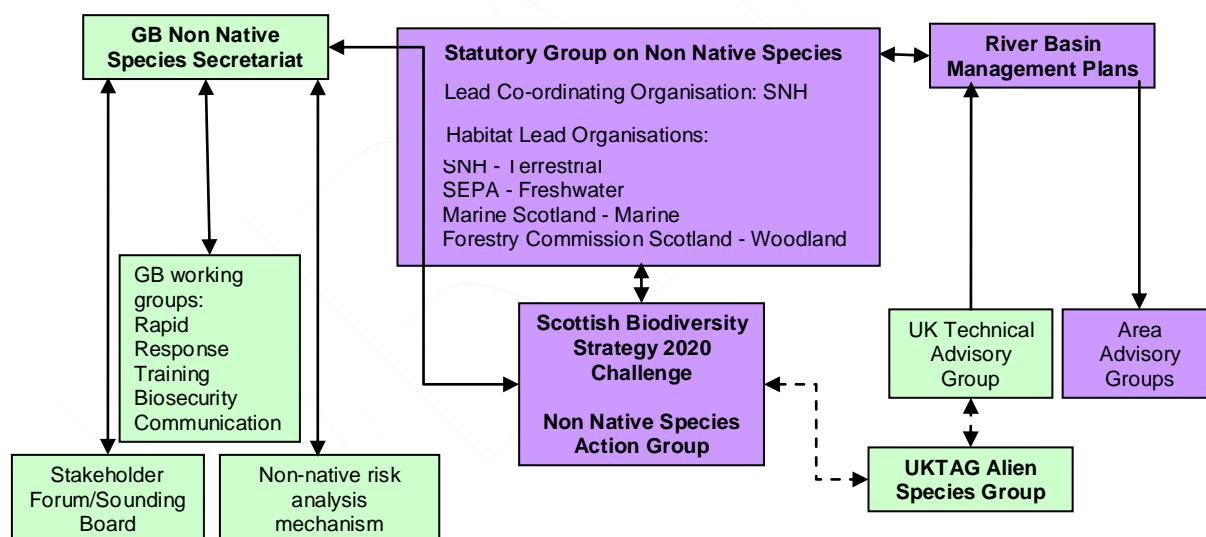 GB Non Native
Species Secretariat
Statutory Group on Non Native Species
Lead Co-ordinating Organisation: SNH
Habitat Lead Organisations:
SNH - Terrestrial
SEPA - Freshwater
Marine Scotland - Marine
Forestry Commission Scotland - Woodland
River Basin
Management Plans
GB working
groups:
Rapid
Response
Training
Biosecurity
Communication
Scottish Biodiversity
Strategy 2020
Challenge
Non Native Species
Action Group
UK Technical
Advisory
Group
Area
Advisory
Groups
Stakeholder
Forum/Sounding
Board
Non-native risk
analysis
mechanism
UKTAG Alien
Species Group